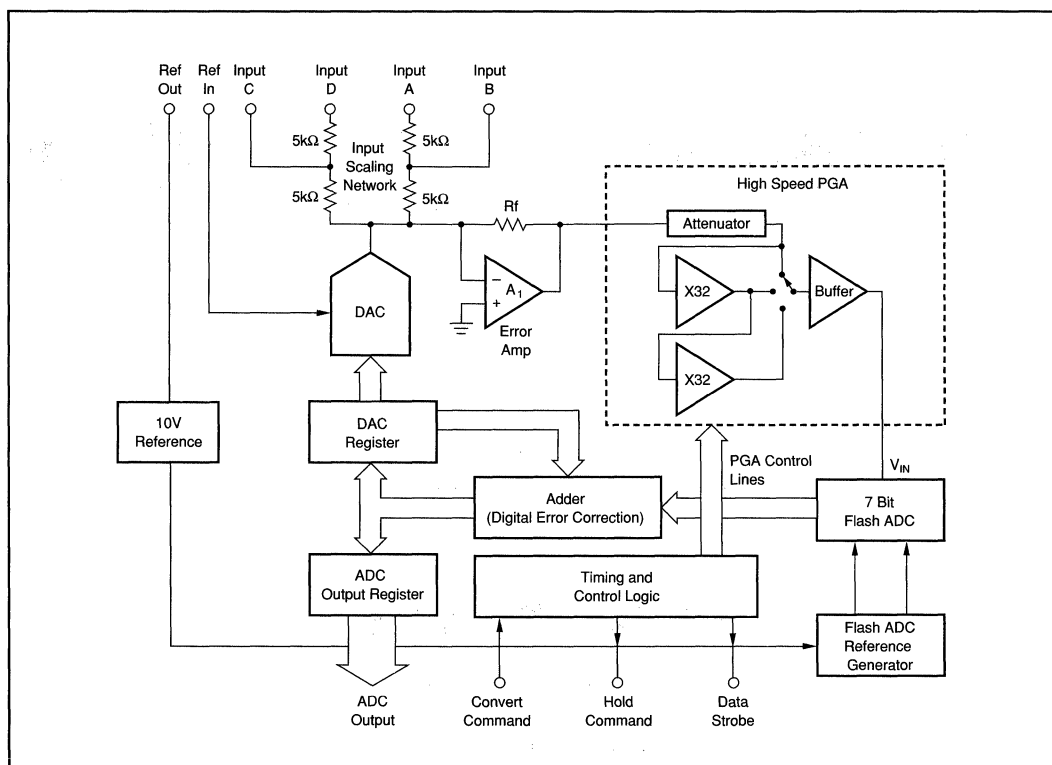 Ref Out
Ref In
Input C
Input D
Input A
Input B
5kΩ
5kΩ
Input Scaling Network
5kΩ
5kΩ
Rf
High Speed PGA
Attenuator
X32
Buffer
X32
DAC
− A1 +
Error Amp
10V Reference
DAC Register
PGA Control Lines
VIN
Adder
(Digital Error Correction)
7 Bit Flash ADC
ADC Output Register
Timing and Control Logic
Flash ADC Reference Generator
ADC Output
Convert Command
Hold Command
Data Strobe